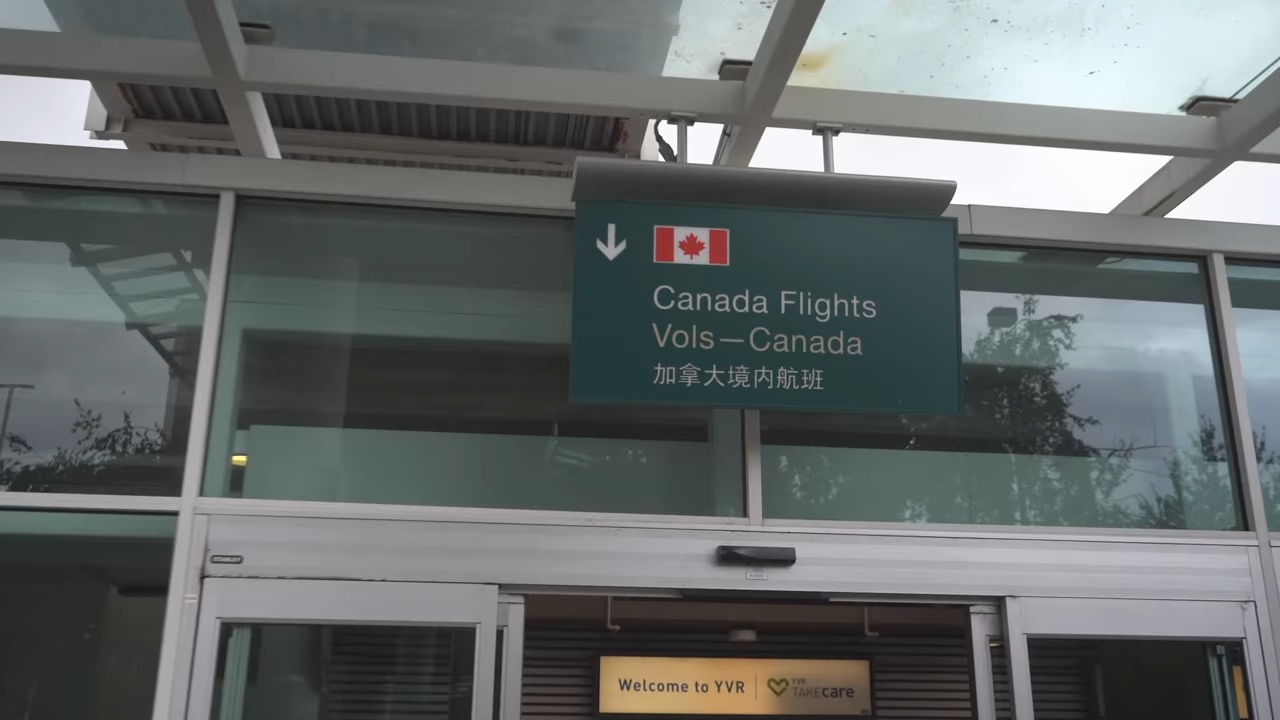 Canada Flights
Vols—Canada
加拿大境内航班
Welcome to YVR
YVR
TAKEcare